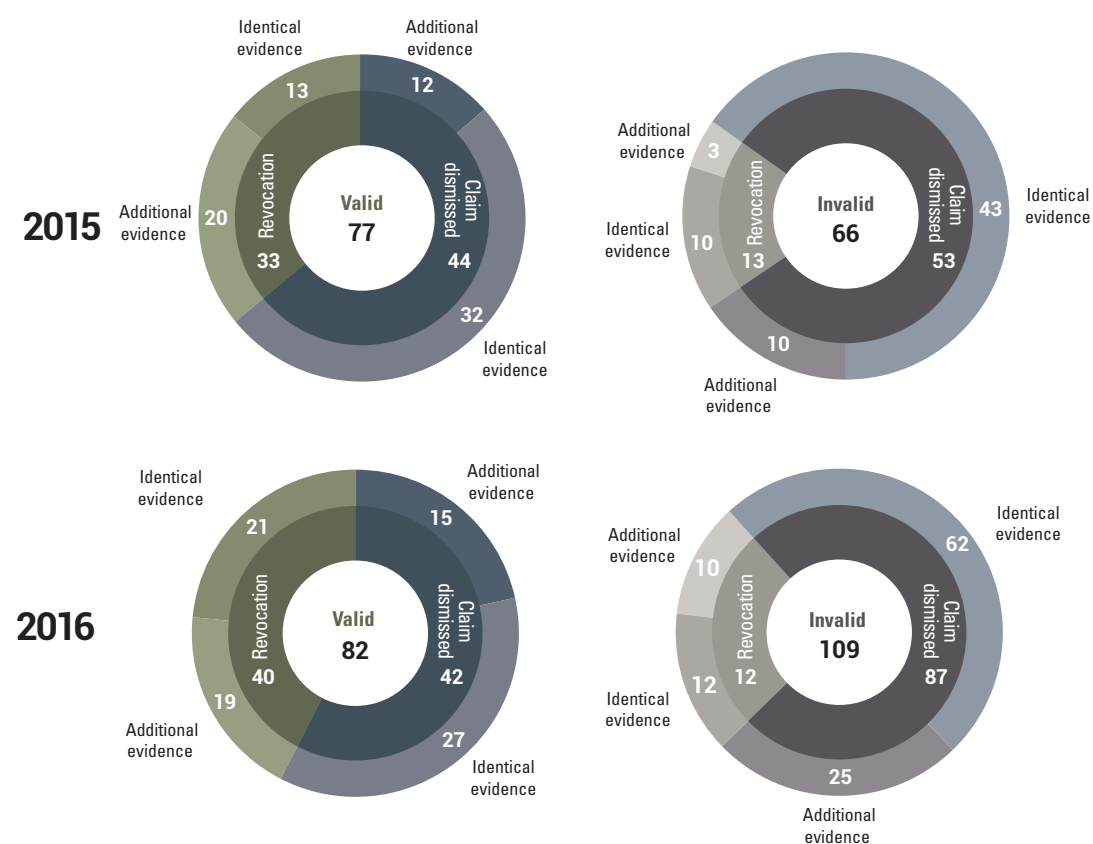 2015
Identical
evidence
Additional
evidence
13
12
Additional
evidence
20
Revocation
33
Valid
77
Claim
dismissed
44
32
Identical
evidence
Additional
evidence
3
Identical
evidence
10
Revocation
13
Invalid
66
Claim
dismissed
53
43
Identical
evidence
10
Additional
evidence
2016
Identical
evidence
Additional
evidence
21
15
Revocation
40
Valid
82
Claim
dismissed
42
19
Additional
evidence
27
Identical
evidence
Additional
evidence
10
Identical
evidence
12
Revocation
12
Invalid
109
Claim
dismissed
87
62
Identical
evidence
25
Additional
evidence